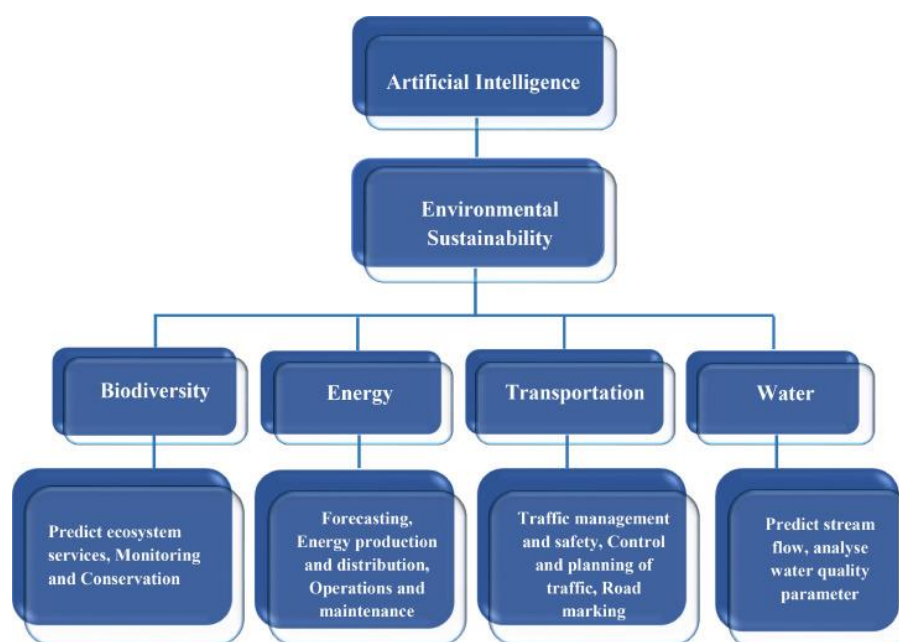 Artificial Intelligence
Environmental
Sustainability
Biodiversity
Energy
Transportation
Water
Predict ecosystem
services, Monitoring
and Conservation
Forecasting,
Energy production
and distribution,
Operations and
maintenance
Traffic management
and safety, Control
and planning of
traffic, Road
marking
Predict stream
flow, analyse
water quality
parameter